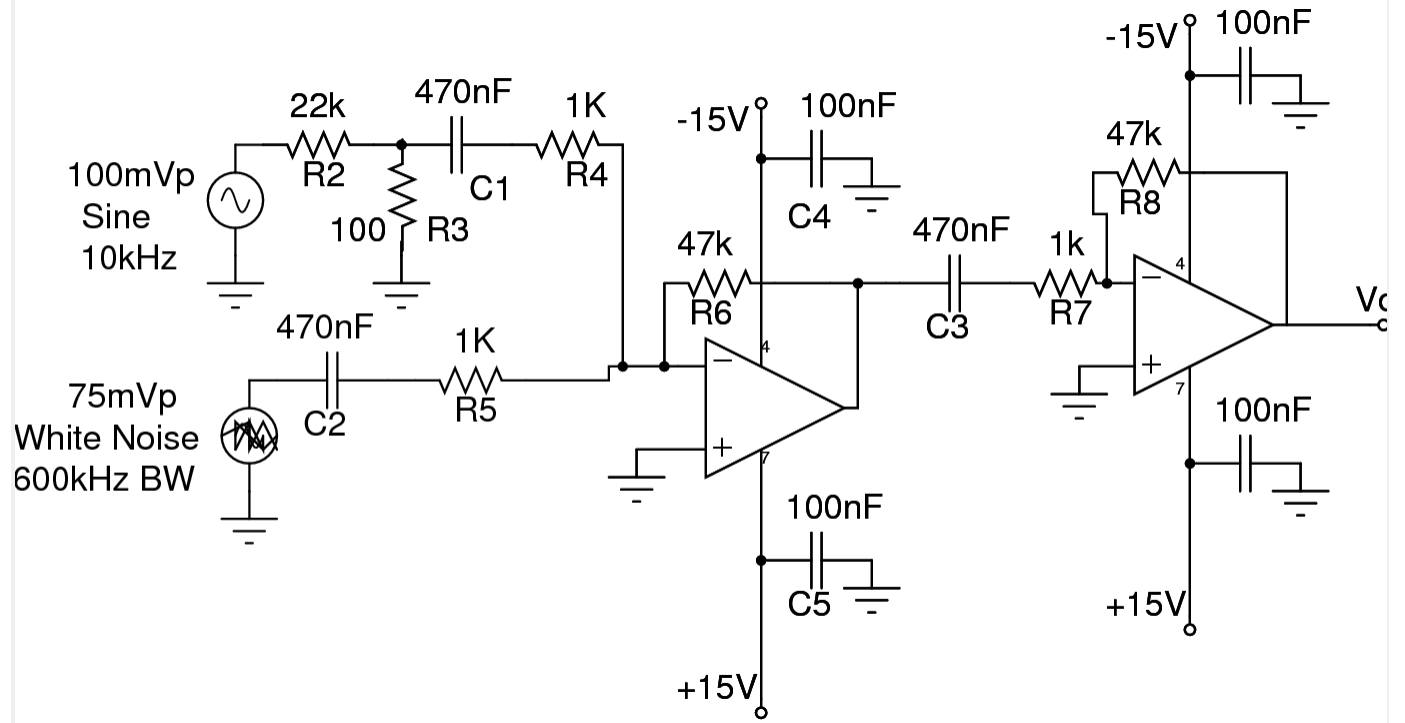 -15V
100nF
22k
470nF
1K
-15V
100nF
47k
100mVp
Sine
10kHz
R2
C1
R4
R8
100
R3
C4
47k
470nF
1k
4
R6
C3
R7
470nF
1K
4
75mVp
White Noise
600kHz BW
C2
R5
7
7
100nF
100nF
C5
+15V
+15V